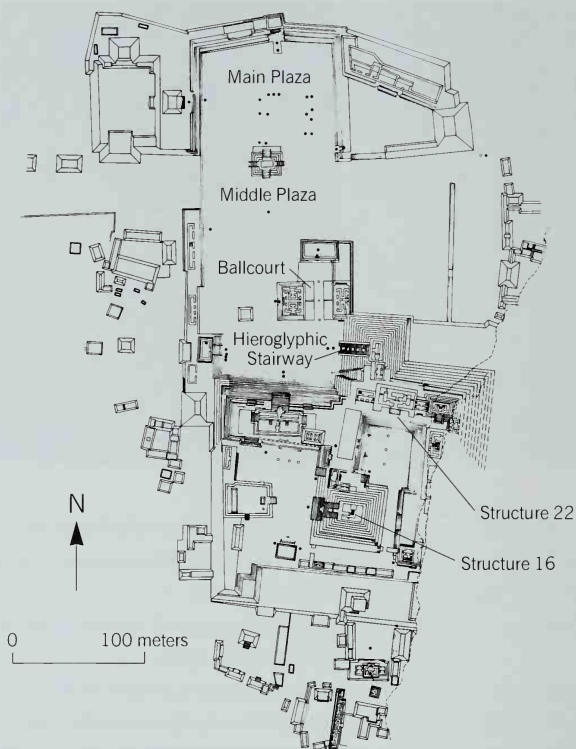 Main Plaza
Middle Plaza
Ballcourt
Hieroglyphic
Stairway
Structure 22
N
Structure 16
0 100 meters